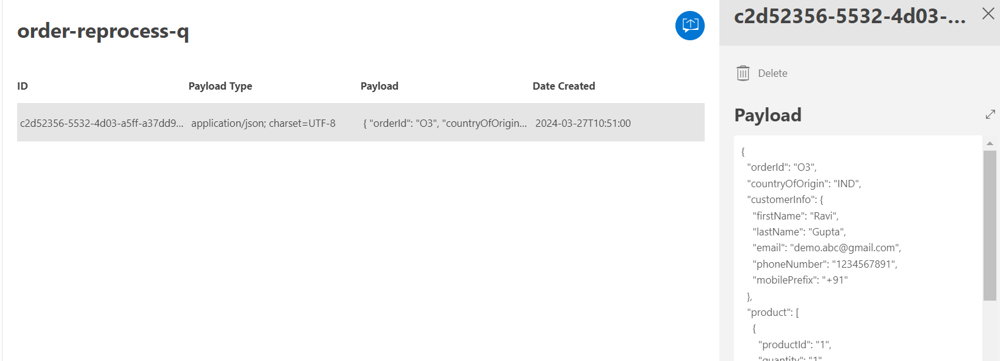 order-reprocess-q
ID Payload Type Payload Date Created
c2d52356-5532-4d03-a5ff-a37dd9... application/json; charset=UTF-8 { "orderId": "O3", "countryOfOrigin... 2024-03-27T10:51:00
c2d52356-5532-4d03-...
Delete
Payload
{
"orderId": "O3",
"countryOfOrigin": "IND",
"customerInfo": {
"firstName": "Ravi",
"lastName": "Gupta",
"email": "demo.abc@gmail.com",
"phoneNumber": "1234567891",
"mobilePrefix": "+91"
},
"product": [
{
"productId": "1",
"quantity": "1"